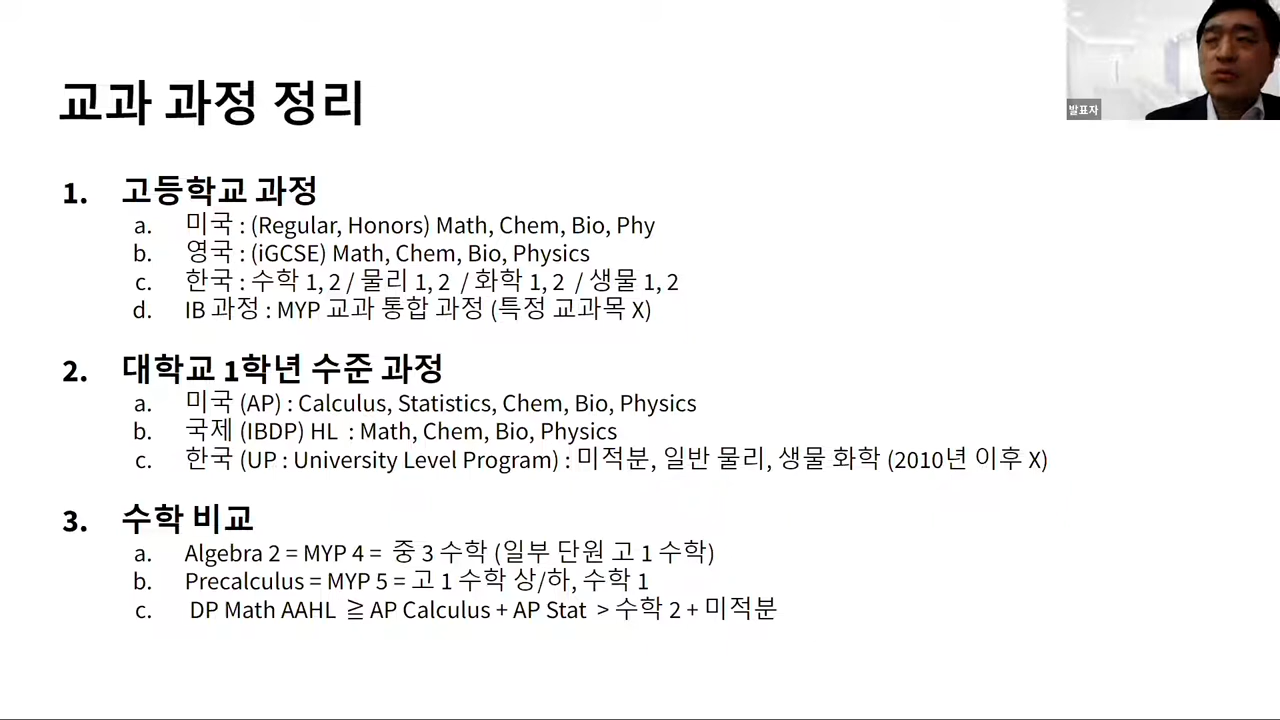 교과 과정 정리
발표자
1. 고등학교 과정
a. 미국 : (Regular, Honors) Math, Chem, Bio, Phy
b. 영국 : (iGCSE) Math, Chem, Bio, Physics
c. 한국 : 수학 1, 2 / 물리 1, 2 / 화학 1, 2 / 생물 1, 2
d. IB 과정 : MYP 교과 통합 과정 (특정 교과목 X)
2. 대학교 1학년 수준 과정
a. 미국 (AP) : Calculus, Statistics, Chem, Bio, Physics
b. 국제 (IBDP) HL : Math, Chem, Bio, Physics
c. 한국 (UP : University Level Program) : 미적분, 일반 물리, 생물 화학 (2010년 이후 X)
3. 수학 비교
a. Algebra 2 = MYP 4 = 중 3 수학 (일부 단원 고 1 수학)
b. Precalculus = MYP 5 = 고 1 수학 상/하, 수학 1
c. DP Math AAHL ≧ AP Calculus + AP Stat > 수학 2 + 미적분